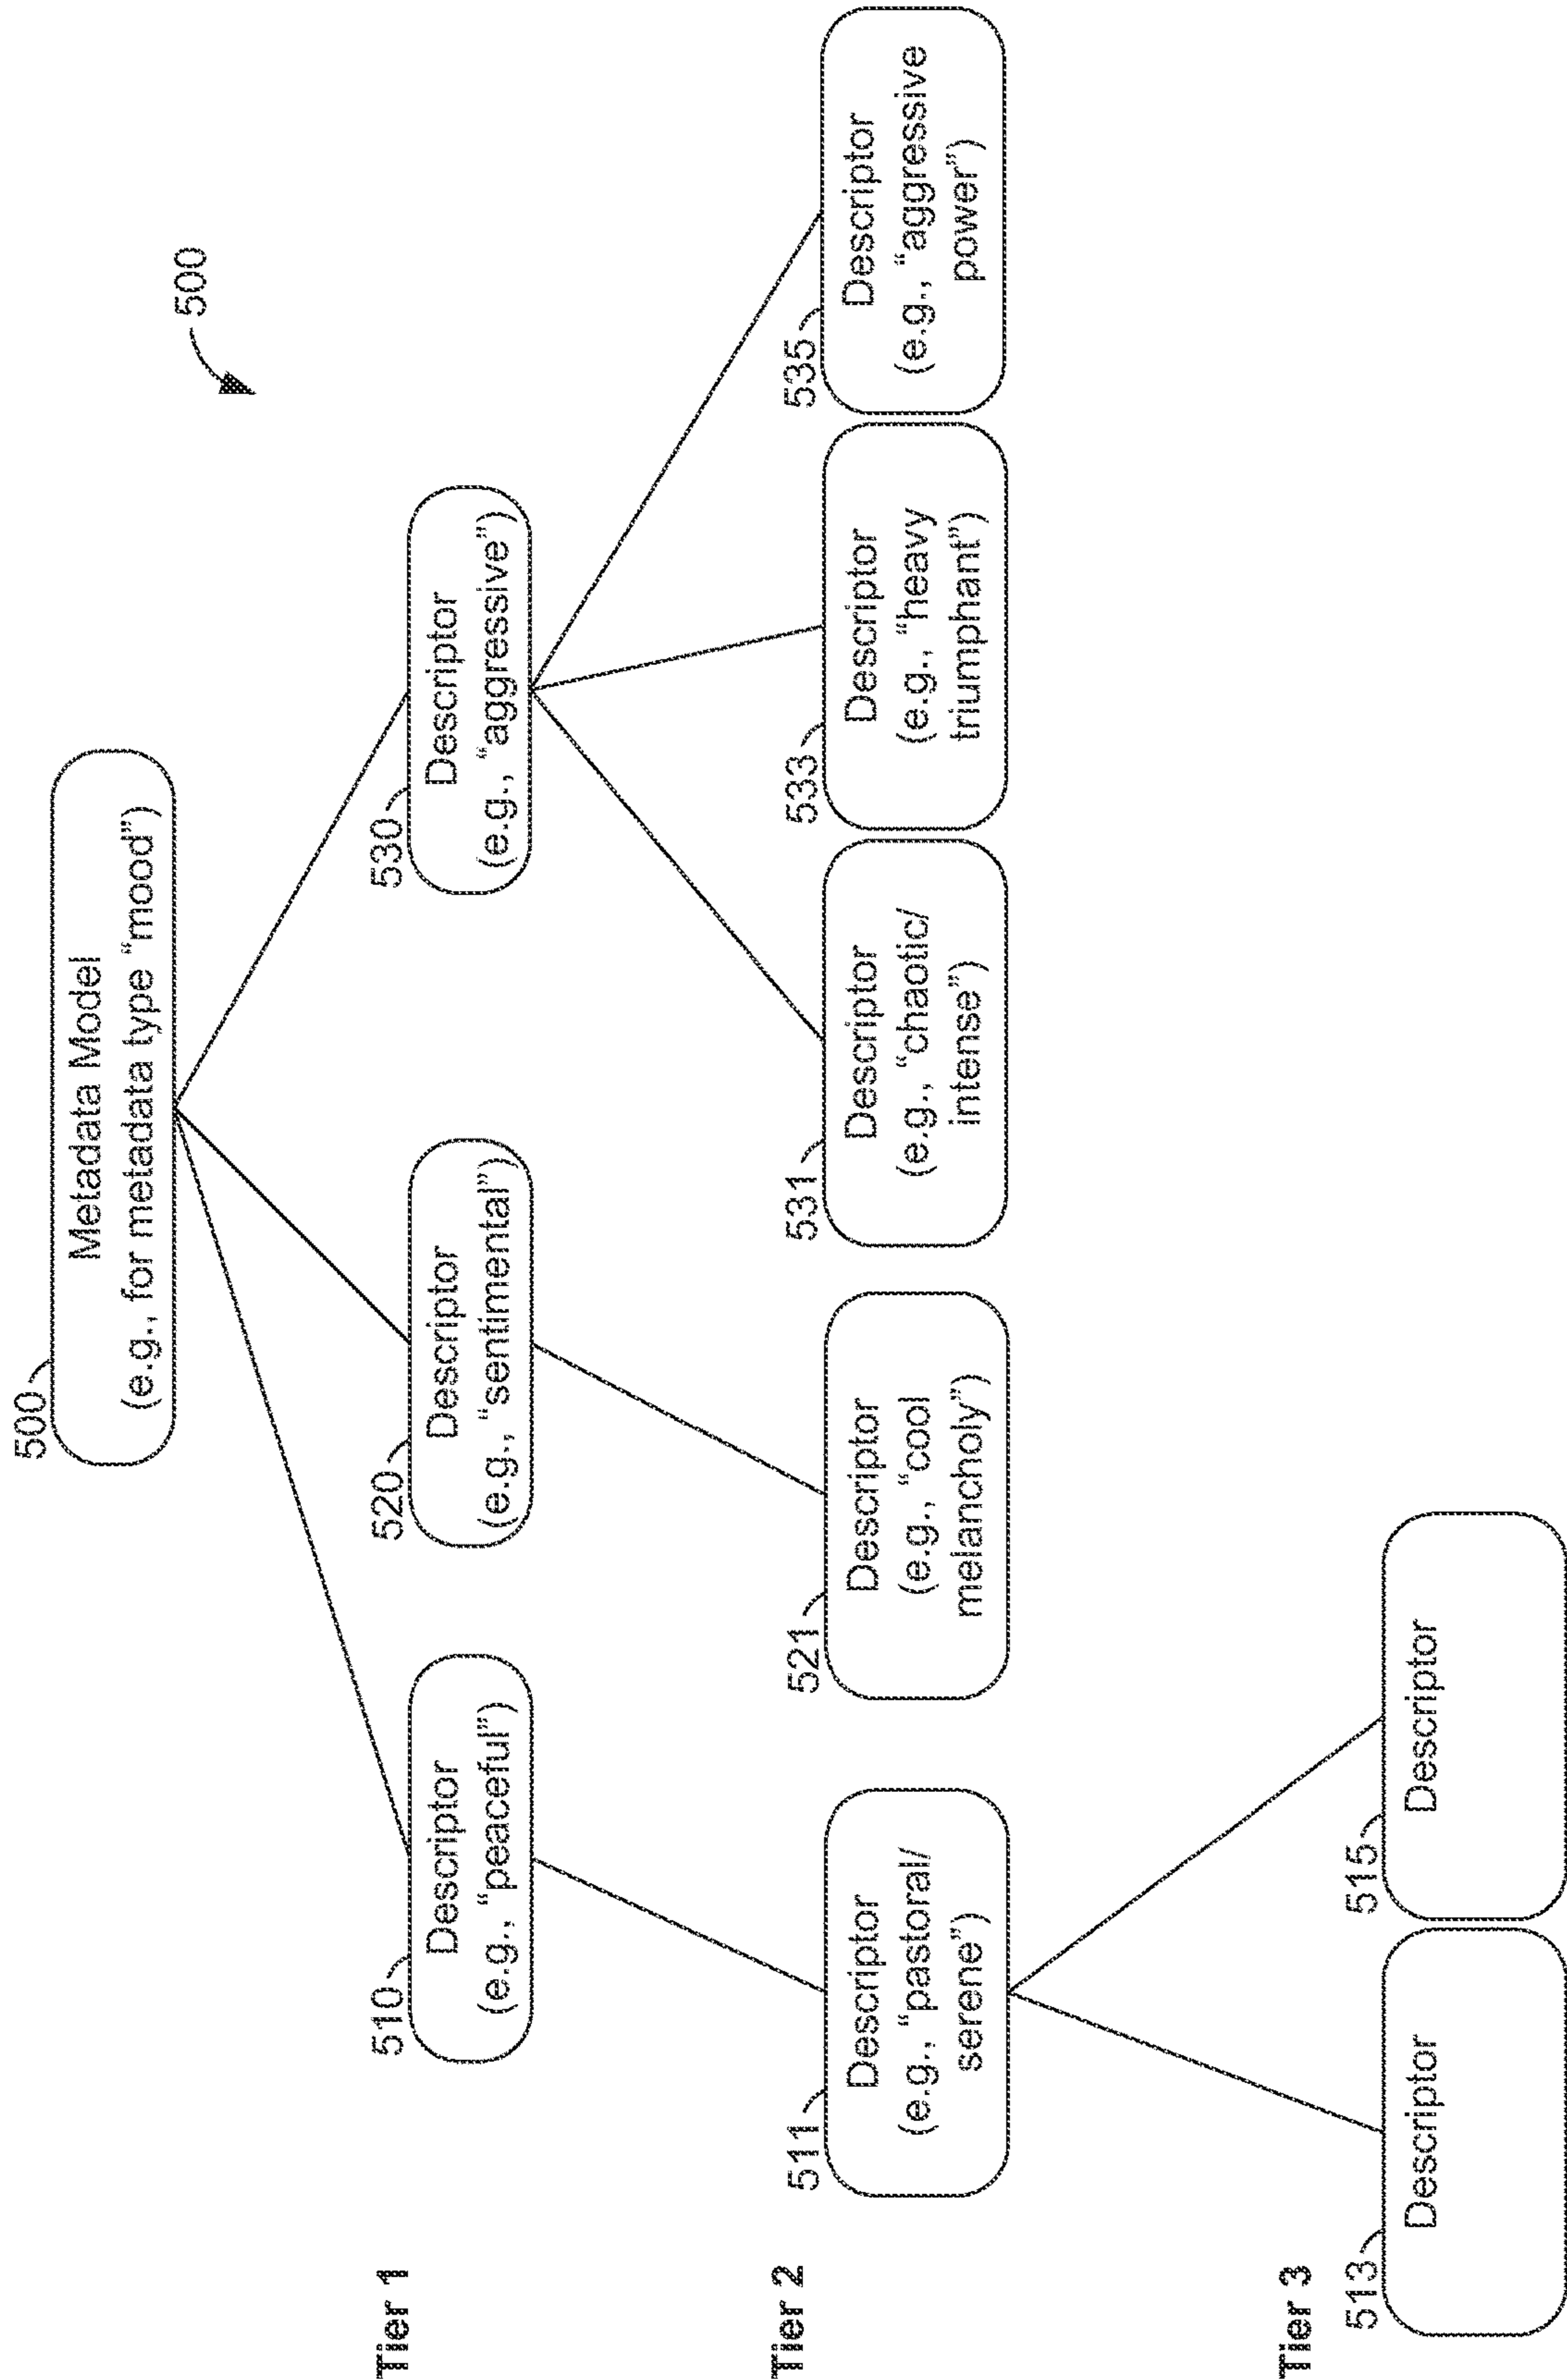 500
500
Metadata Model
(e.g., for metadata type “mood”)
Tier 1
510
Descriptor
(e.g., “peaceful”)
520
Descriptor
(e.g., “sentimental”)
530
Descriptor
(e.g., “aggressive”)
Tier 2
511
Descriptor
(e.g., “pastoral/
serene”)
521
Descriptor
(e.g., “cool
melancholy”)
531
Descriptor
(e.g., “chaotic/
intense”)
533
Descriptor
(e.g., “heavy
triumphant”)
535
Descriptor
(e.g., “aggressive
power”)
Tier 3
513
Descriptor
515
Descriptor